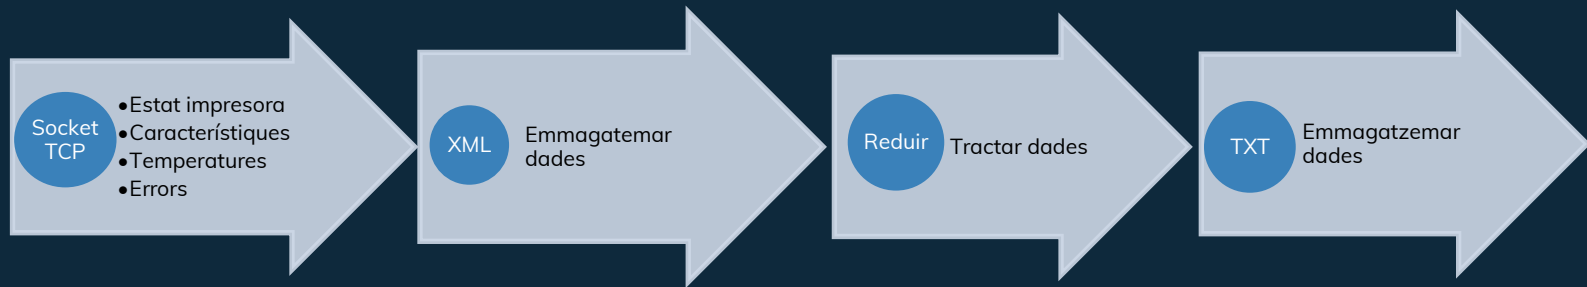 Socket
TCP
•Estat impresora
•Característiques
•Temperatures
•Errors
XML
Emmagatemar
dades
Reduir
Tractar dades
TXT
Emmagatzemar
dades